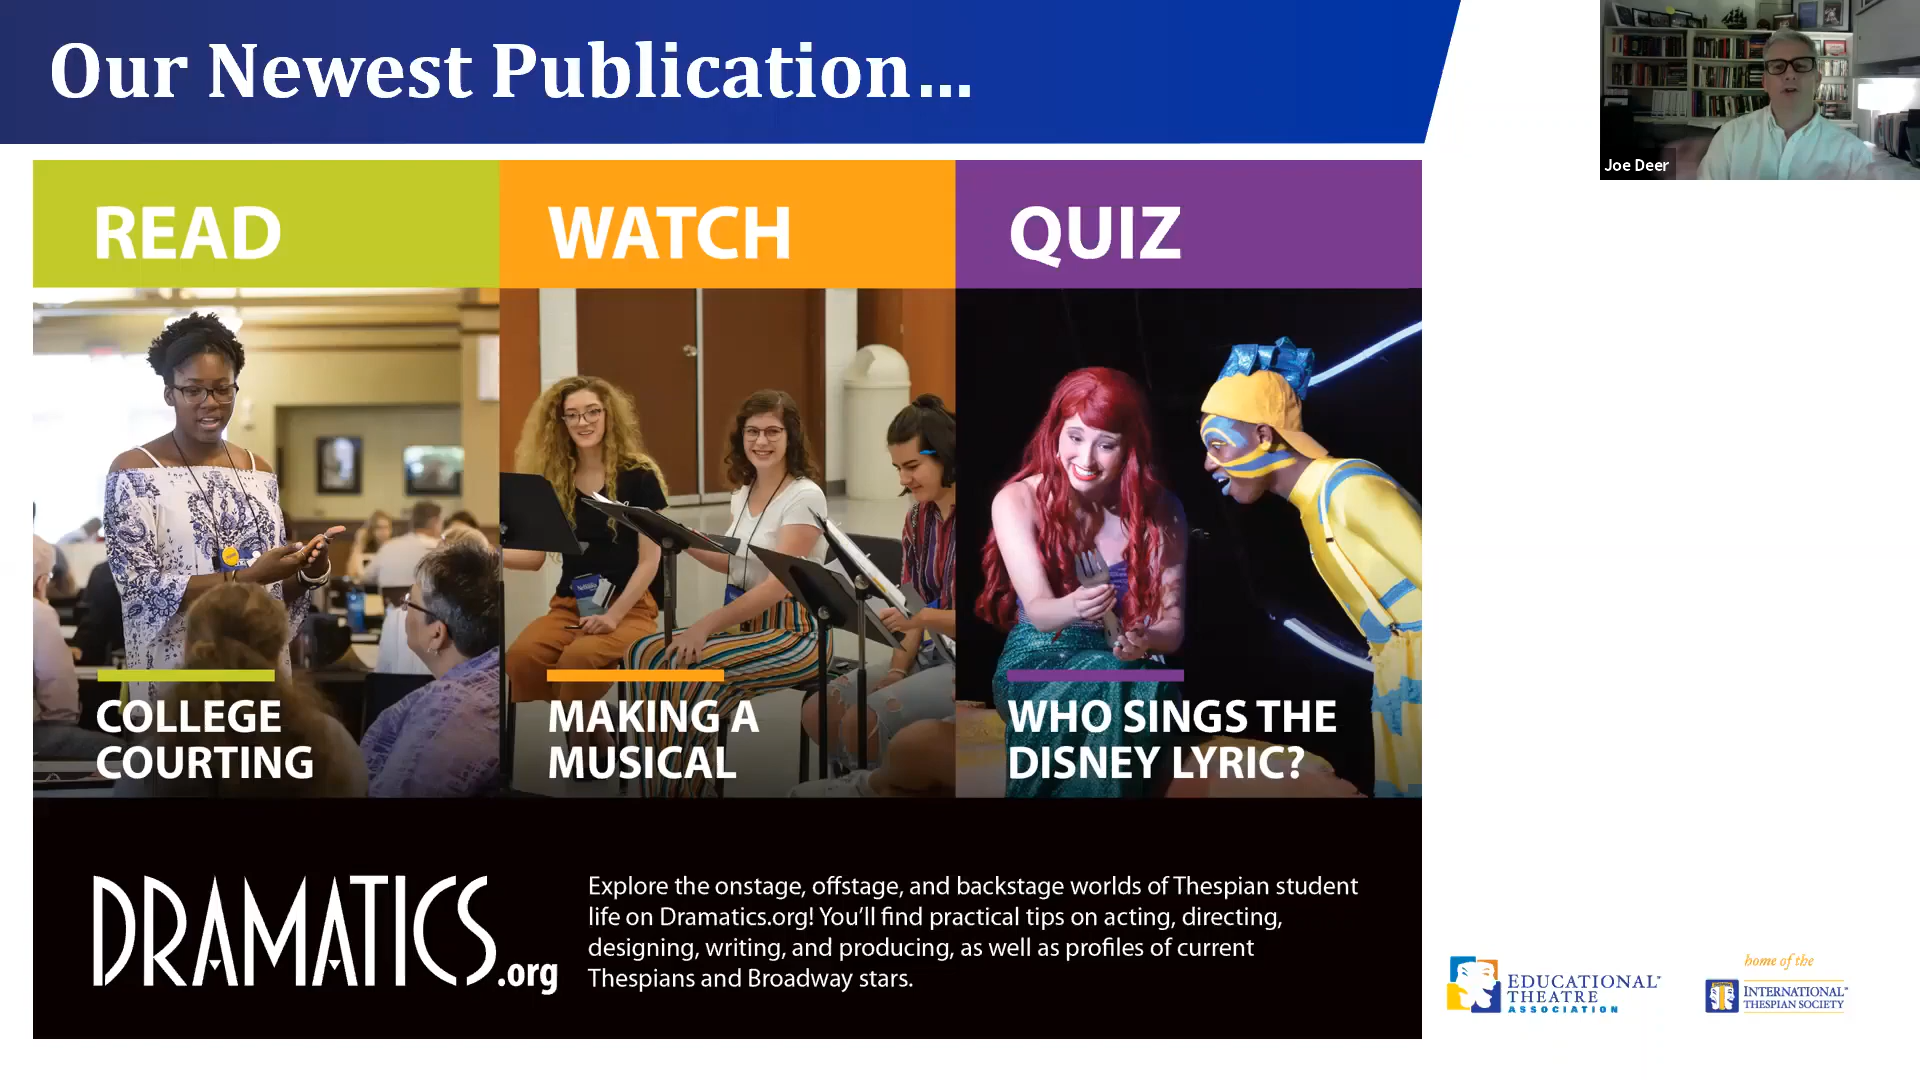 Our Newest Publication…
Joe Deer
READ
WATCH
QUIZ
COLLEGE
COURTING
MAKING A
MUSICAL
WHO SINGS THE
DISNEY LYRIC?
DRAMATICS.org
Explore the onstage, offstage, and backstage worlds of Thespian student
life on Dramatics.org! You’ll find practical tips on acting, directing,
designing, writing, and producing, as well as profiles of current
Thespians and Broadway stars.
EDUCATIONAL
THEATRE
ASSOCIATION
home of the
INTERNATIONAL
THESPIAN SOCIETY